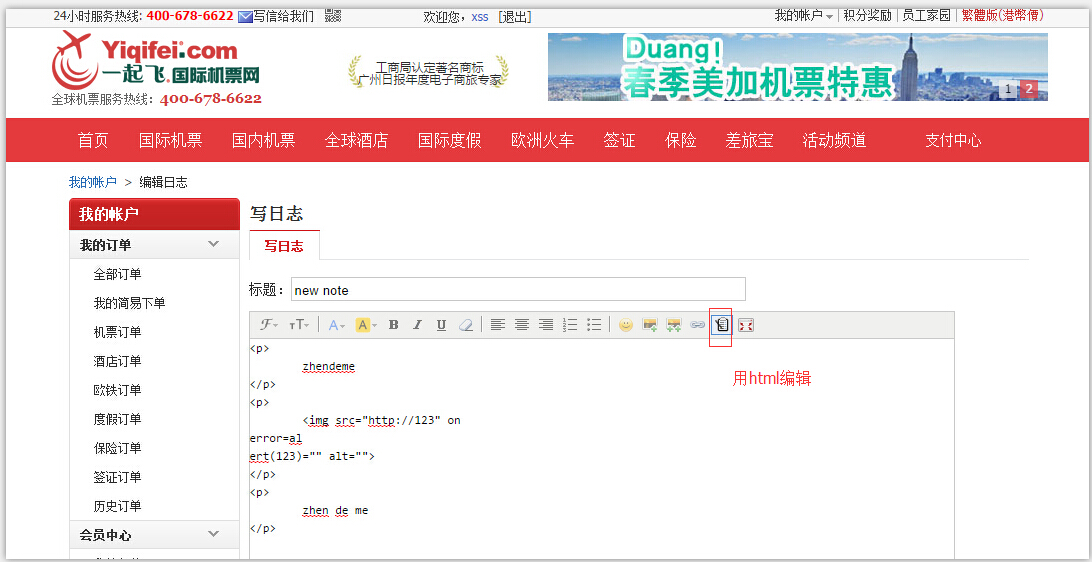 24小时服务热线: 400-678-6622 写信给我们 欢迎您，xss [退出] 我的帐户 积分奖励 员工家园 繁體版(港幣價)
Yiqifei.com
一起飞.国际机票网
全球机票服务热线：400-678-6622
工商局认定著名商标
广州日报年度电子商旅专家
Duang!
春季美加机票特惠
1 2
首页 国际机票 国内机票 全球酒店 国际度假 欧洲火车 签证 保险 差旅宝 活动频道 支付中心
我的帐户 > 编辑日志
我的帐户
我的订单
全部订单
我的简易下单
机票订单
酒店订单
欧铁订单
度假订单
保险订单
签证订单
历史订单
会员中心
写日志
写日志
标题：new note
<p>
zhendeme
</p>
<p>
<img src="http://123" on
error=al
ert(123)="" alt="">
</p>
<p>
zhen de me
</p>
用html编辑